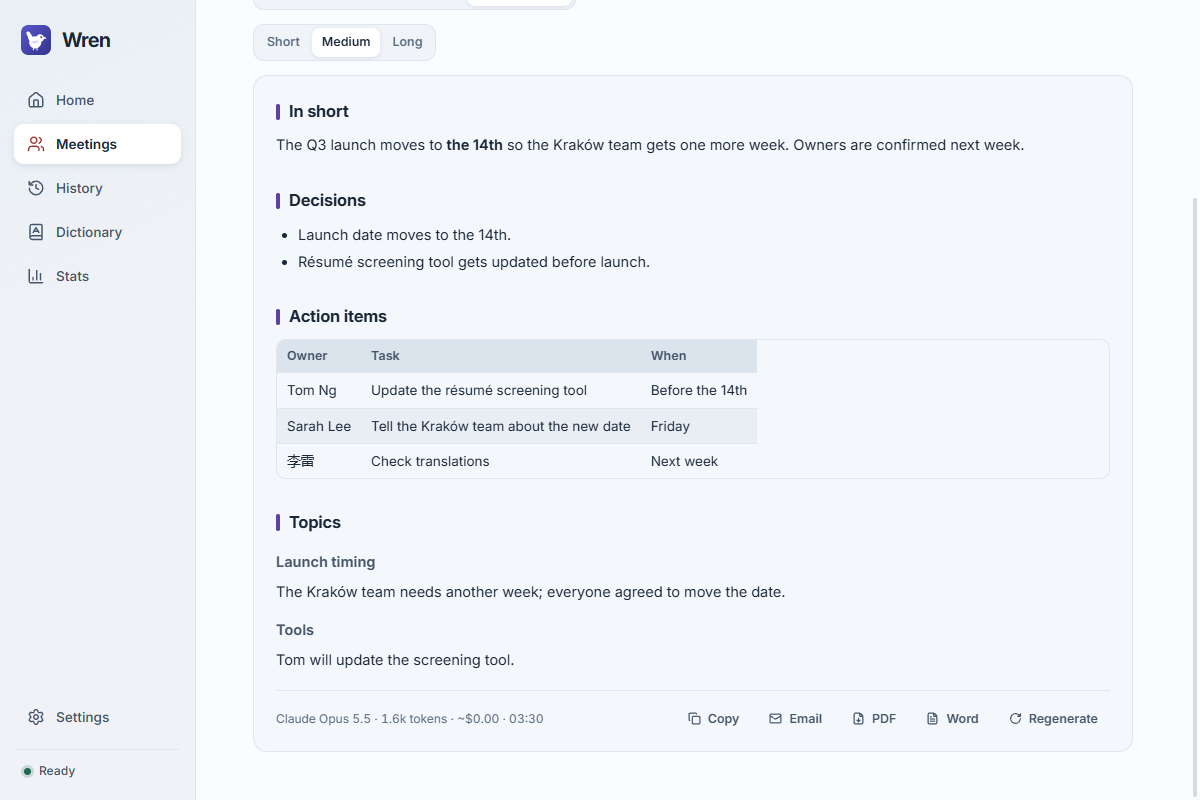 Wren
Home
Meetings
History
Dictionary
Stats
Settings
Ready
Short Medium Long
In short
The Q3 launch moves to the 14th so the Kraków team gets one more week. Owners are confirmed next week.
Decisions
• Launch date moves to the 14th.
• Résumé screening tool gets updated before launch.
Action items
Owner Task When
Tom Ng Update the résumé screening tool Before the 14th
Sarah Lee Tell the Kraków team about the new date Friday
李雷 Check translations Next week
Topics
Launch timing
The Kraków team needs another week; everyone agreed to move the date.
Tools
Tom will update the screening tool.
Claude Opus 5.5 · 1.6k tokens · ~$0.00 · 03:30
Copy Email PDF Word Regenerate